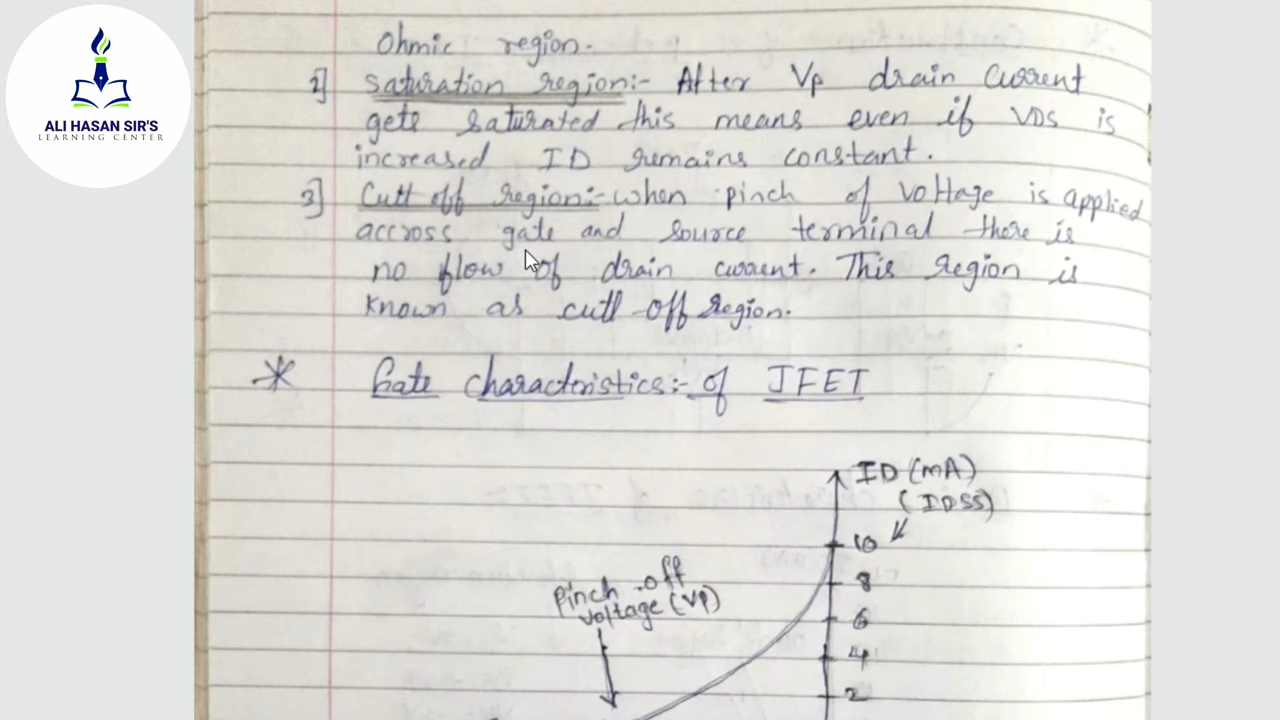 ALI HASAN SIR'S
LEARNING CENTER
Ohmic region.
2] Saturation region:- After Vp drain current
gets saturated this means even if VDS is
increased ID remains constant.
3] Cutt off region:- when pinch of voltage is applied
accross gate and source terminal there is
no flow of drain current. This region is
known as cutt off region.
* Gate characteristics:- of JFET
ID (mA)
(IDSS)
10
Pinch off
voltage (Vp)
8
6
4
2